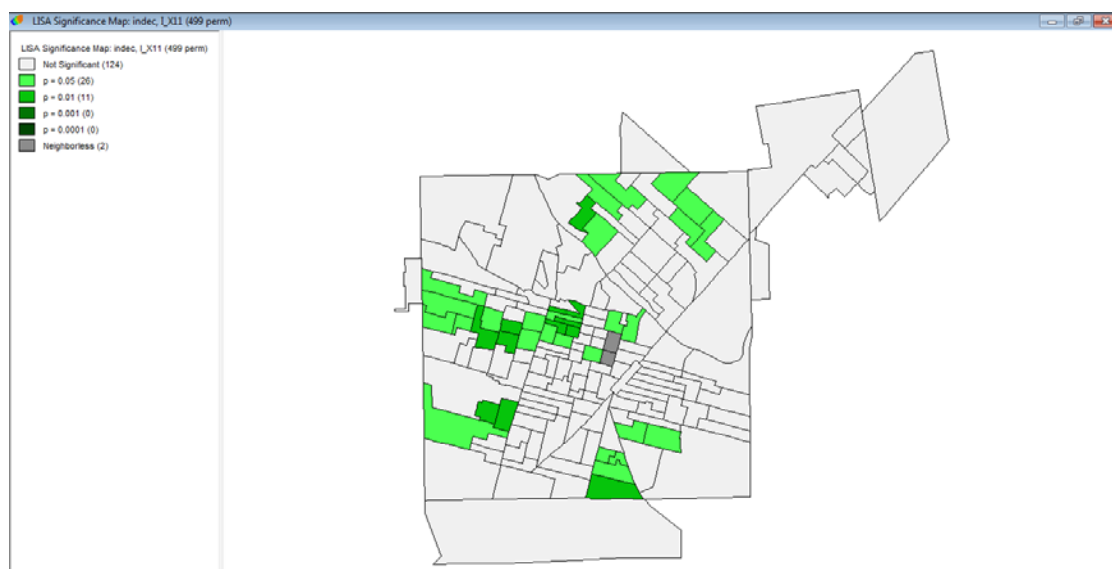 LISA Significance Map: indec, I_X11 (499 perm)
LISA Significance Map: indec, I_X11 (499 perm)
Not Significant (124)
p = 0.05 (26)
p = 0.01 (11)
p = 0.001 (0)
p = 0.0001 (0)
Neighborless (2)